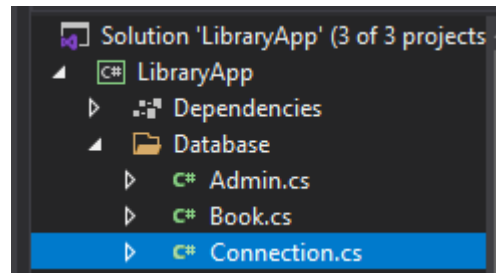 Solution 'LibraryApp' (3 of 3 projects
C# LibraryApp
Dependencies
Database
C# Admin.cs
C# Book.cs
C# Connection.cs